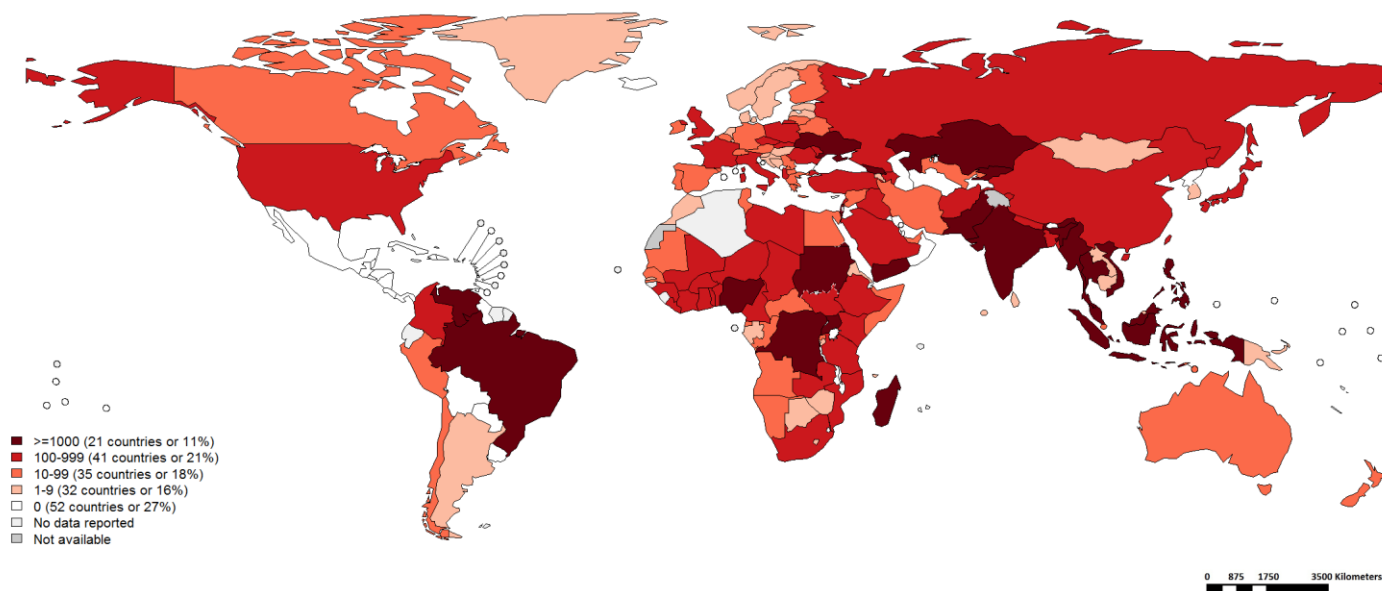 >=1000 (21 countries or 11%)
100-999 (41 countries or 21%)
10-99 (35 countries or 18%)
1-9 (32 countries or 16%)
0 (52 countries or 27%)
No data reported
Not available
0 875 1750 3500 Kilometers